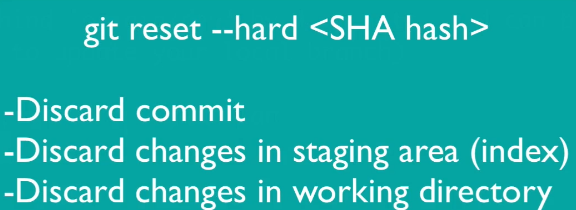 git reset --hard <SHA hash>
-Discard commit
-Discard changes in staging area (index)
-Discard changes in working directory